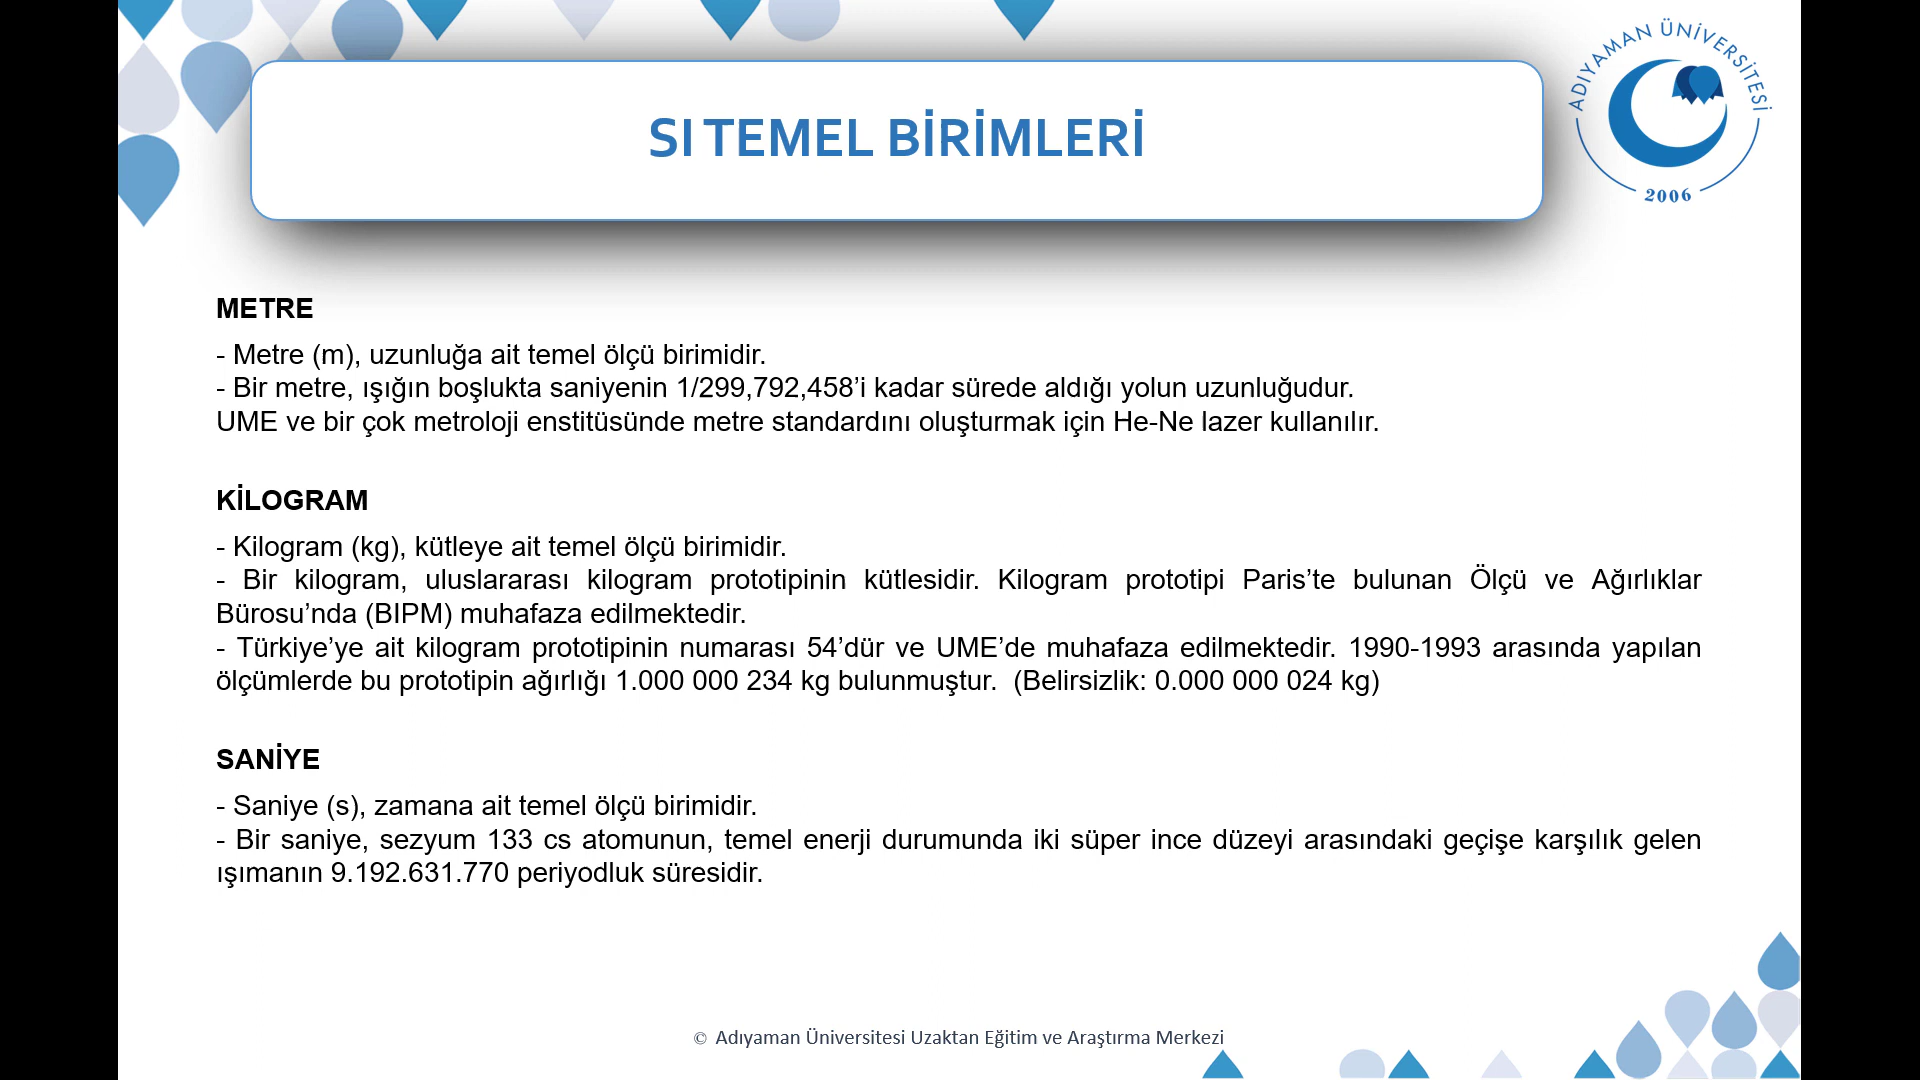 ADIYAMAN ÜNİVERSİTESİ
2006
SI TEMEL BİRİMLERİ
METRE
- Metre (m), uzunluğa ait temel ölçü birimidir.
- Bir metre, ışığın boşlukta saniyenin 1/299,792,458’i kadar sürede aldığı yolun uzunluğudur.
UME ve bir çok metroloji enstitüsünde metre standardını oluşturmak için He-Ne lazer kullanılır.
KİLOGRAM
- Kilogram (kg), kütleye ait temel ölçü birimidir.
- Bir kilogram, uluslararası kilogram prototipinin kütlesidir. Kilogram prototipi Paris’te bulunan Ölçü ve Ağırlıklar
Bürosu’nda (BIPM) muhafaza edilmektedir.
- Türkiye’ye ait kilogram prototipinin numarası 54’dür ve UME’de muhafaza edilmektedir. 1990-1993 arasında yapılan
ölçümlerde bu prototipin ağırlığı 1.000 000 234 kg bulunmuştur.  (Belirsizlik: 0.000 000 024 kg)
SANİYE
- Saniye (s), zamana ait temel ölçü birimidir.
- Bir saniye, sezyum 133 cs atomunun, temel enerji durumunda iki süper ince düzeyi arasındaki geçişe karşılık gelen
ışımanın 9.192.631.770 periyodluk süresidir.
© Adıyaman Üniversitesi Uzaktan Eğitim ve Araştırma Merkezi